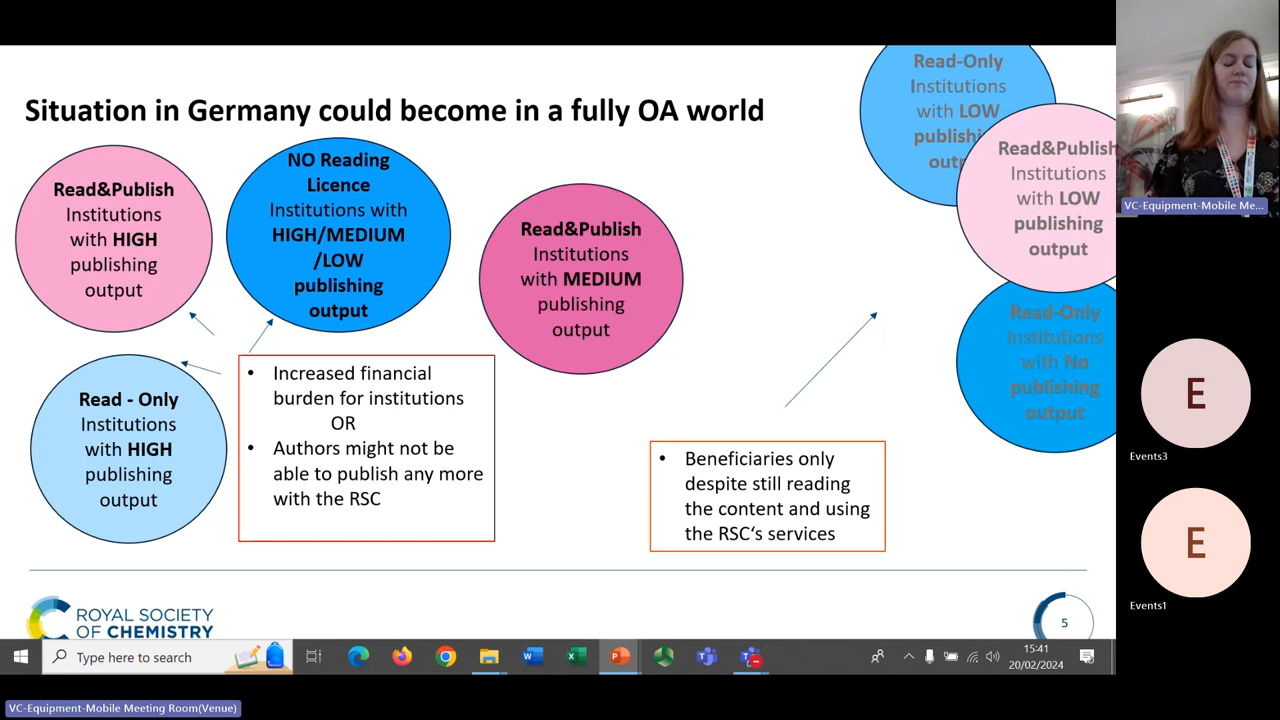 Situation in Germany could become in a fully OA world
Read&Publish
Institutions
with HIGH
publishing
output
NO Reading
Licence
Institutions with
HIGH/MEDIUM
/LOW
publishing
output
Read&Publish
Institutions
with MEDIUM
publishing
output
Read-Only
Institutions
with LOW
Read&Publish
Institutions
with LOW
publishing
output
Read-Only
Institutions
with No
publishing
output
Read - Only
Institutions
with HIGH
publishing
output
• Increased financial
burden for institutions
OR
• Authors might not be
able to publish any more
with the RSC
• Beneficiaries only
despite still reading
the content and using
the RSC‘s services
ROYAL SOCIETY
OF CHEMISTRY
5
Type here to search
15:41
20/02/2024
VC-Equipment-Mobile Me...
E
Events3
E
Events1
VC-Equipment-Mobile Meeting Room(Venue)